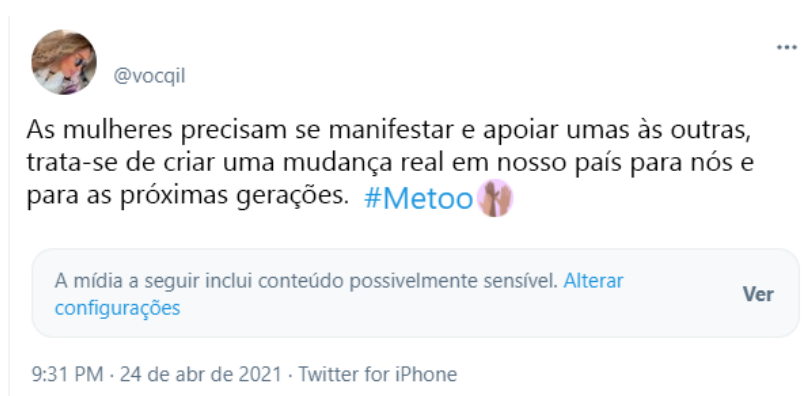 @vocqil
As mulheres precisam se manifestar e apoiar umas às outras,
trata-se de criar uma mudança real em nosso país para nós e
para as próximas gerações. #Metoo
A mídia a seguir inclui conteúdo possivelmente sensível. Alterar
configurações
Ver
9:31 PM · 24 de abr de 2021 · Twitter for iPhone